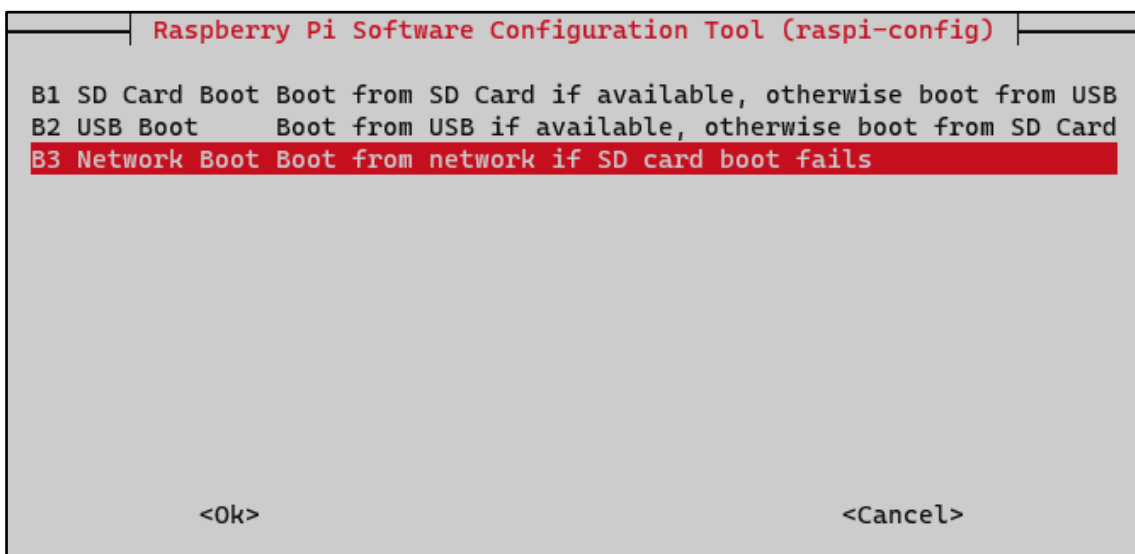 Raspberry Pi Software Configuration Tool (raspi-config)
B1 SD Card Boot Boot from SD Card if available, otherwise boot from USB
B2 USB Boot Boot from USB if available, otherwise boot from SD Card
B3 Network Boot Boot from network if SD card boot fails
<Ok> <Cancel>